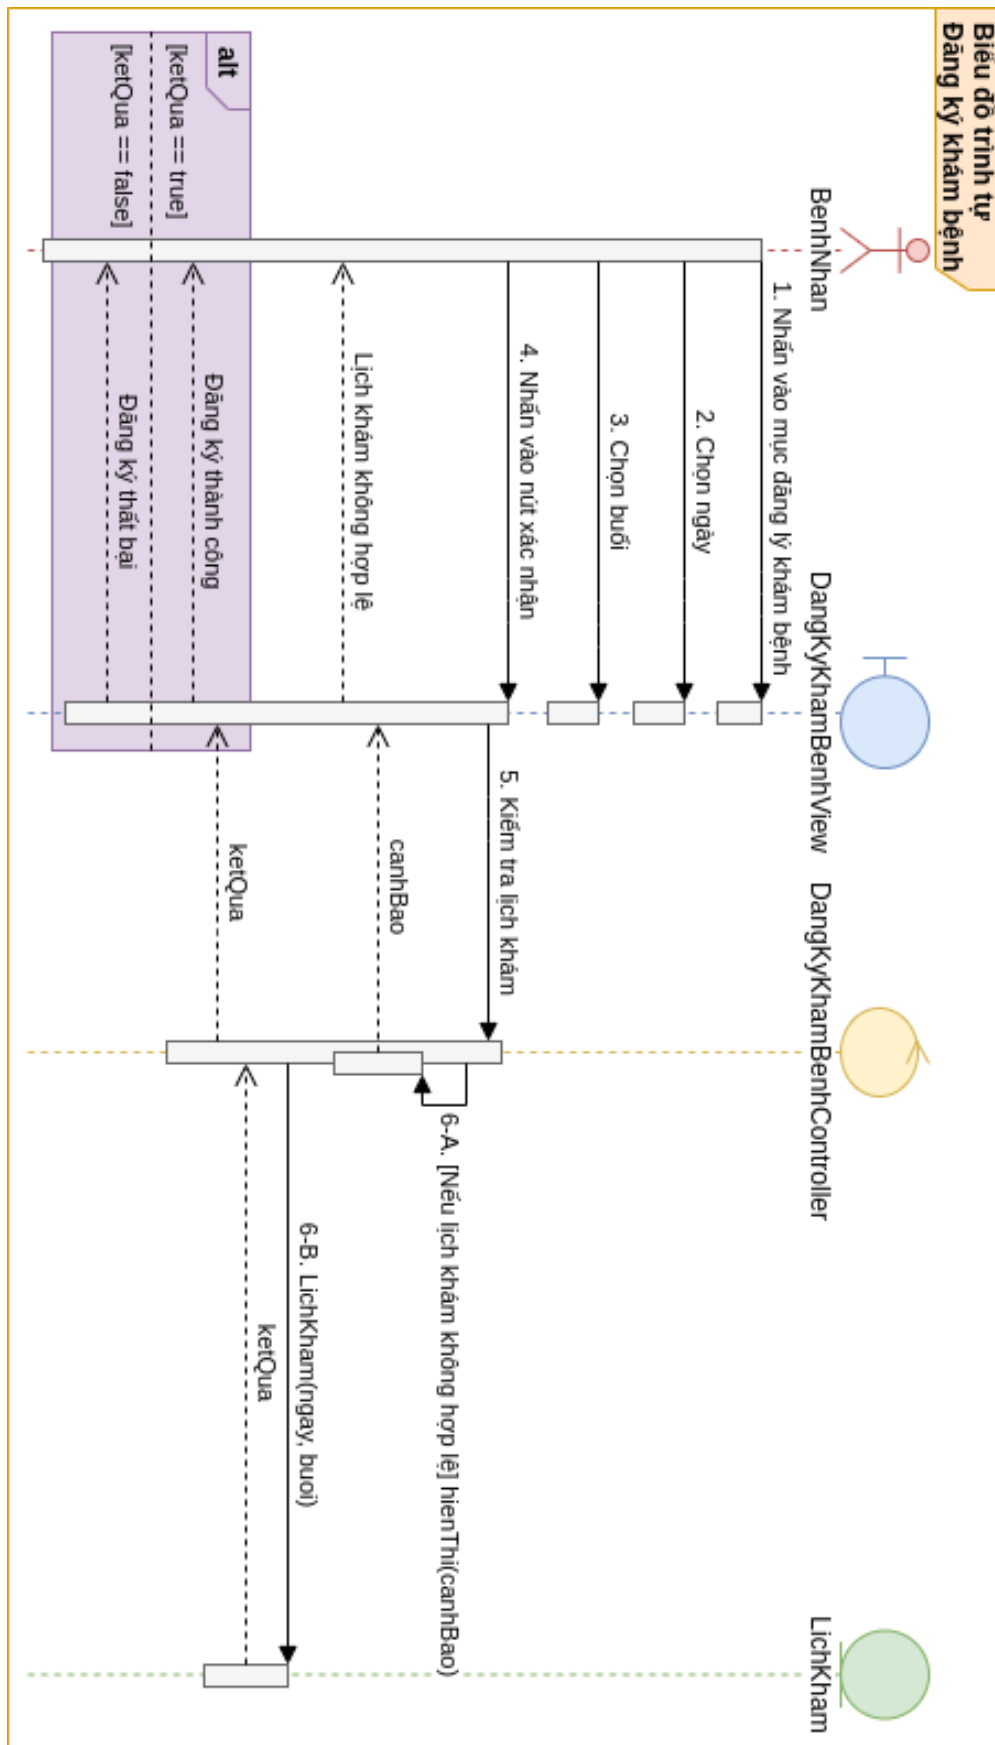 Biểu đồ trình tự
Đăng ký khám bệnh
BenhNhan
DangKyKhamBenhView
DangKyKhamBenhController
LichKham
1. Nhấn vào mục đăng lý khám bệnh
2. Chọn ngày
3. Chọn buổi
4. Nhấn vào nút xác nhận
5. Kiểm tra lịch khám
6-A. [Nếu lịch khám không hợp lệ] hienThi(canhBao)
canhBao
Lịch khám không hợp lệ
6-B. LichKham(ngay, buoi)
ketQua
ketQua
alt
[ketQua == true]
Đăng ký thành công
[ketQua == false]
Đăng ký thất bại